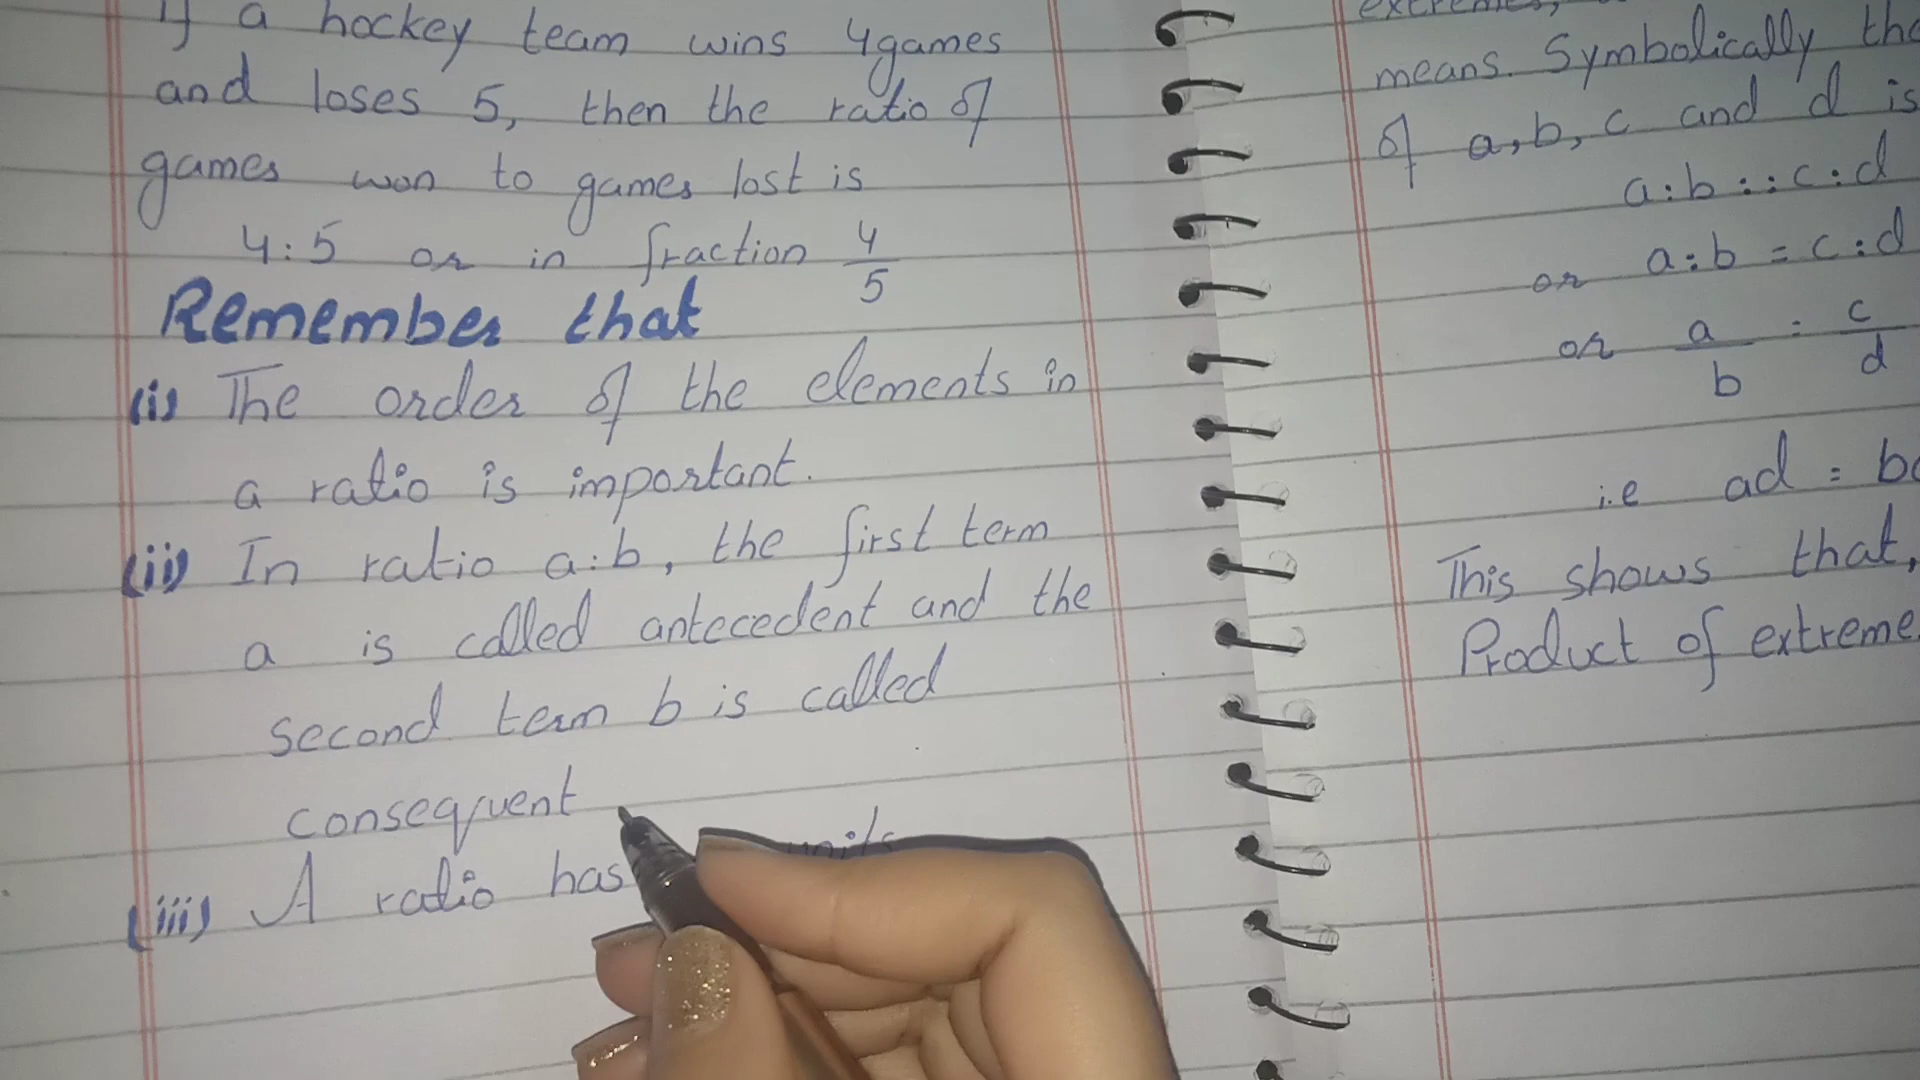 If a hockey team wins 4games
and loses 5, then the ratio of
games won to games lost is
4:5 or in fraction 4/5
Remember that
(i) The order of the elements in
a ratio is important.
(ii) In ratio a:b, the first term
a is called antecedent and the
second term b is called
consequent
(iii) A ratio has units
extremes,
means. Symbolically the
of a, b, c and d is
a:b::c:d
or a:b = c:d
or a/b = c/d
i.e ad = bc
This shows that,
Product of extreme